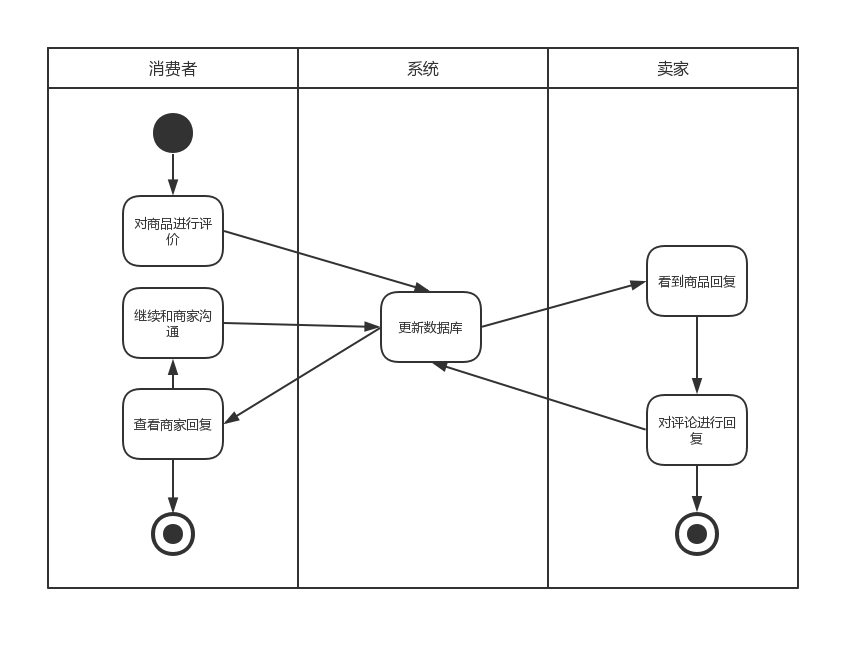 消费者
系统
卖家
对商品进行评
价
继续和商家沟
通
查看商家回复
更新数据库
看到商品回复
对评论进行回
复